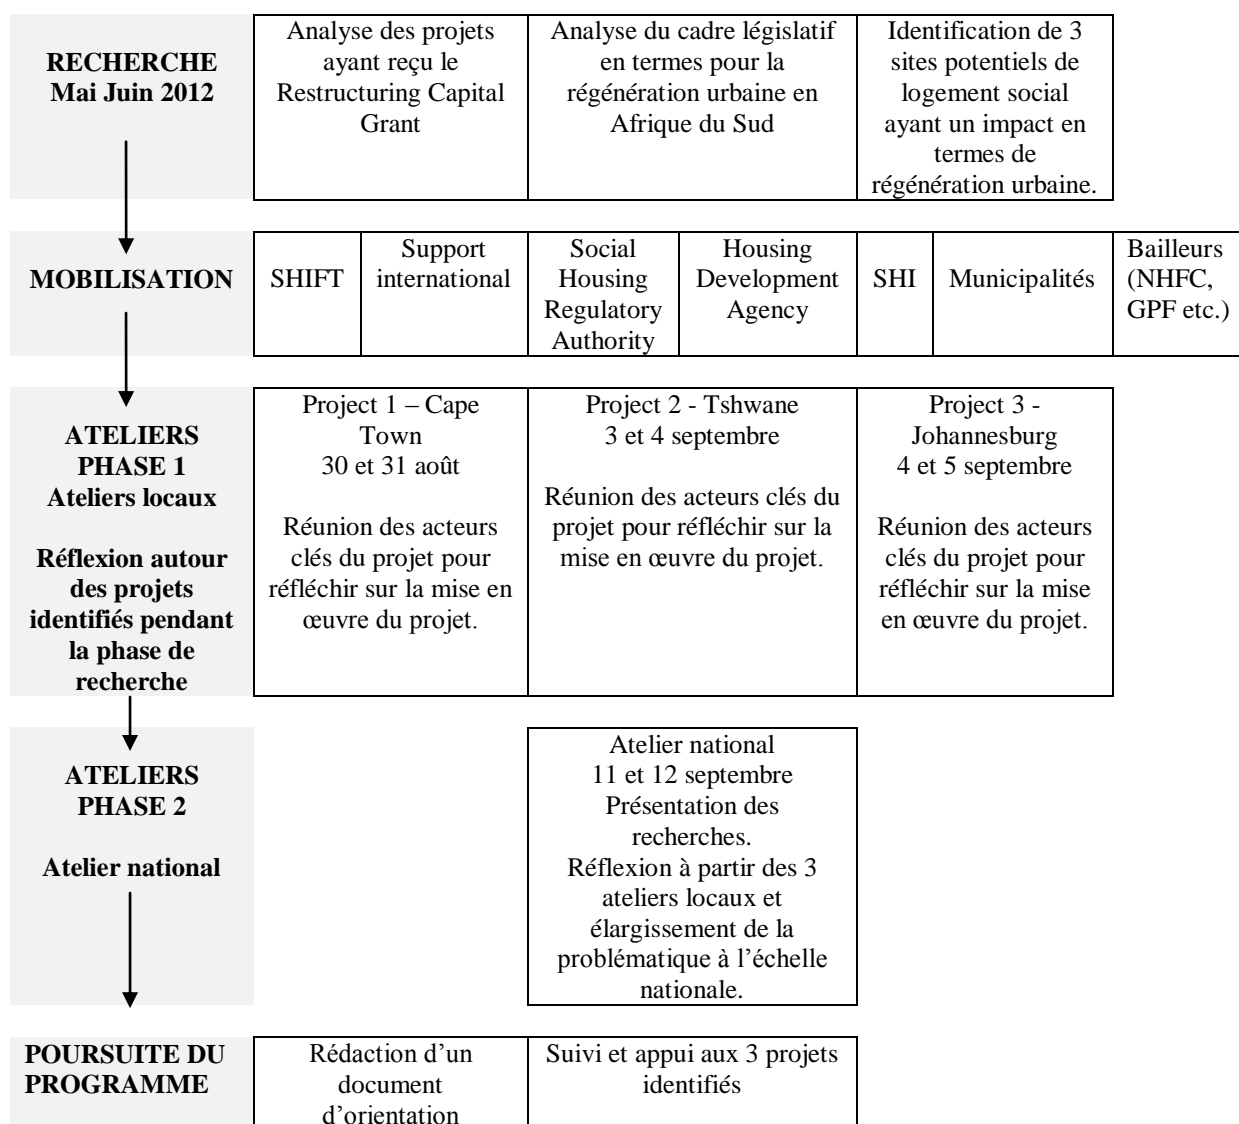 RECHERCHE
Mai Juin 2012
Analyse des projets
ayant reçu le
Restructuring Capital
Grant
Analyse du cadre législatif
en termes pour la
régénération urbaine en
Afrique du Sud
Identification de 3
sites potentiels de
logement social
ayant un impact en
termes de
régénération urbaine.
MOBILISATION
SHIFT
Support
international
Social
Housing
Regulatory
Authority
Housing
Development
Agency
SHI
Municipalités
Bailleurs
(NHFC,
GPF etc.)
ATELIERS
PHASE 1
Ateliers locaux
Réflexion autour
des projets
identifiés pendant
la phase de
recherche
Project 1 – Cape
Town
30 et 31 août
Réunion des acteurs
clés du projet pour
réfléchir sur la mise en
œuvre du projet.
Project 2 - Tshwane
3 et 4 septembre
Réunion des acteurs clés du
projet pour réfléchir sur la
mise en œuvre du projet.
Project 3 -
Johannesburg
4 et 5 septembre
Réunion des acteurs
clés du projet pour
réfléchir sur la mise
en œuvre du projet.
ATELIERS
PHASE 2
Atelier national
Atelier national
11 et 12 septembre
Présentation des
recherches.
Réflexion à partir des 3
ateliers locaux et
élargissement de la
problématique à l’échelle
nationale.
POURSUITE DU
PROGRAMME
Rédaction d’un
document
d’orientation
Suivi et appui aux 3 projets
identifiés